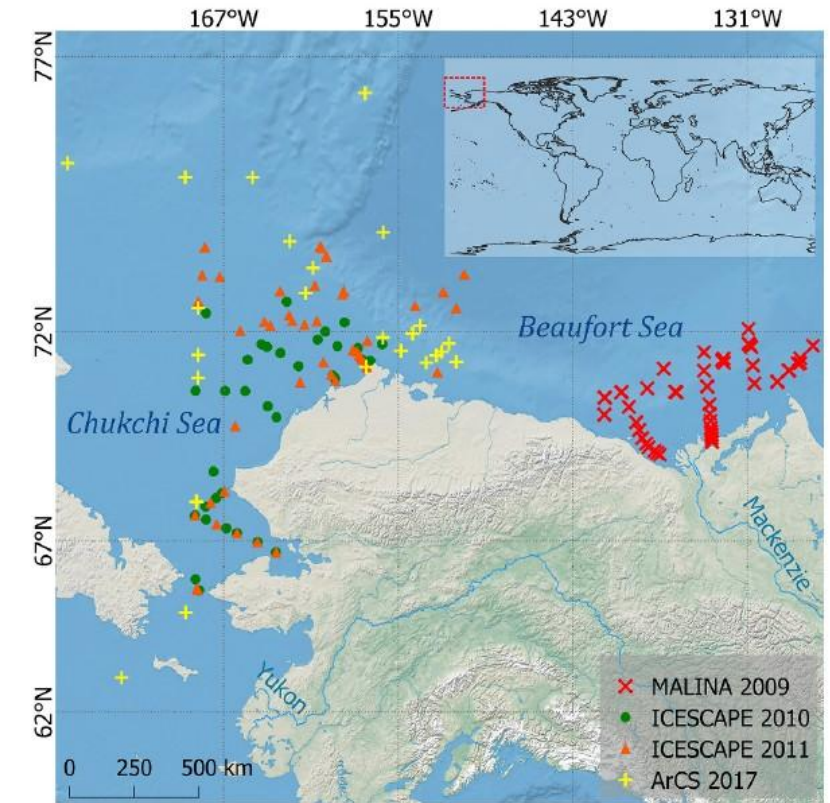 167°W 155°W 143°W 131°W
77°N
72°N
Beaufort Sea
Chukchi Sea
67°N
Mackenzie
Yukon
62°N
MALINA 2009
ICESCAPE 2010
ICESCAPE 2011
ArCS 2017
0 250 500 km